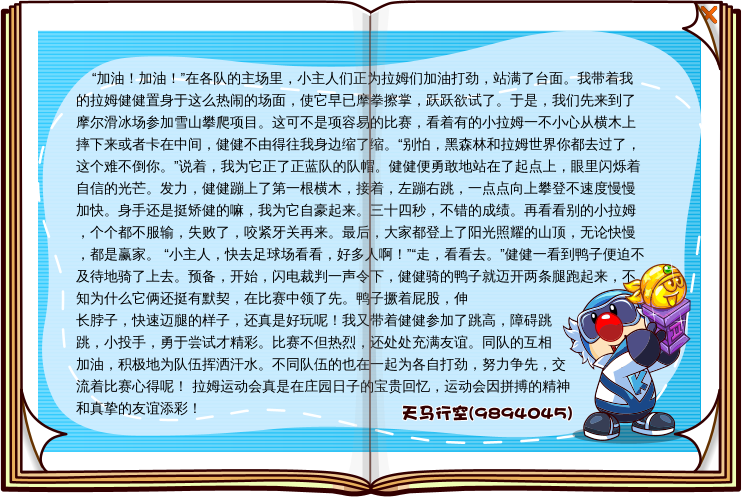 “加油！加油！”在各队的主场里，小主人们正为拉姆们加油打劲，站满了台面。我带着我
的拉姆健健置身于这么热闹的场面，使它早已摩拳擦掌，跃跃欲试了。于是，我们先来到了
摩尔滑冰场参加雪山攀爬项目。这可不是项容易的比赛，看着有的小拉姆一不小心从横木上
摔下来或者卡在中间，健健不由得往我身边缩了缩。“别怕，黑森林和拉姆世界你都去过了，
这个难不倒你。”说着，我为它正了正蓝队的队帽。健健便勇敢地站在了起点上，眼里闪烁着
自信的光芒。发力，健健蹦上了第一根横木，接着，左蹦右跳，一点点向上攀登不速度慢慢
加快。身手还是挺矫健的嘛，我为它自豪起来。三十四秒，不错的成绩。再看看别的小拉姆
，个个都不服输，失败了，咬紧牙关再来。最后，大家都登上了阳光照耀的山顶，无论快慢
，都是赢家。 “小主人，快去足球场看看，好多人啊！”“走，看看去。”健健一看到鸭子便迫不
及待地骑了上去。预备，开始，闪电裁判一声令下，健健骑的鸭子就迈开两条腿跑起来，不
知为什么它俩还挺有默契，在比赛中领了先。鸭子撅着屁股，伸
长脖子，快速迈腿的样子，还真是好玩呢！我又带着健健参加了跳高，障碍跳
跳，小投手，勇于尝试才精彩。比赛不但热烈，还处处充满友谊。同队的互相
加油，积极地为队伍挥洒汗水。不同队伍的也在一起为各自打劲，努力争先，交
流着比赛心得呢！ 拉姆运动会真是在庄园日子的宝贵回忆，运动会因拼搏的精神
和真挚的友谊添彩！
天马行空(9894045)